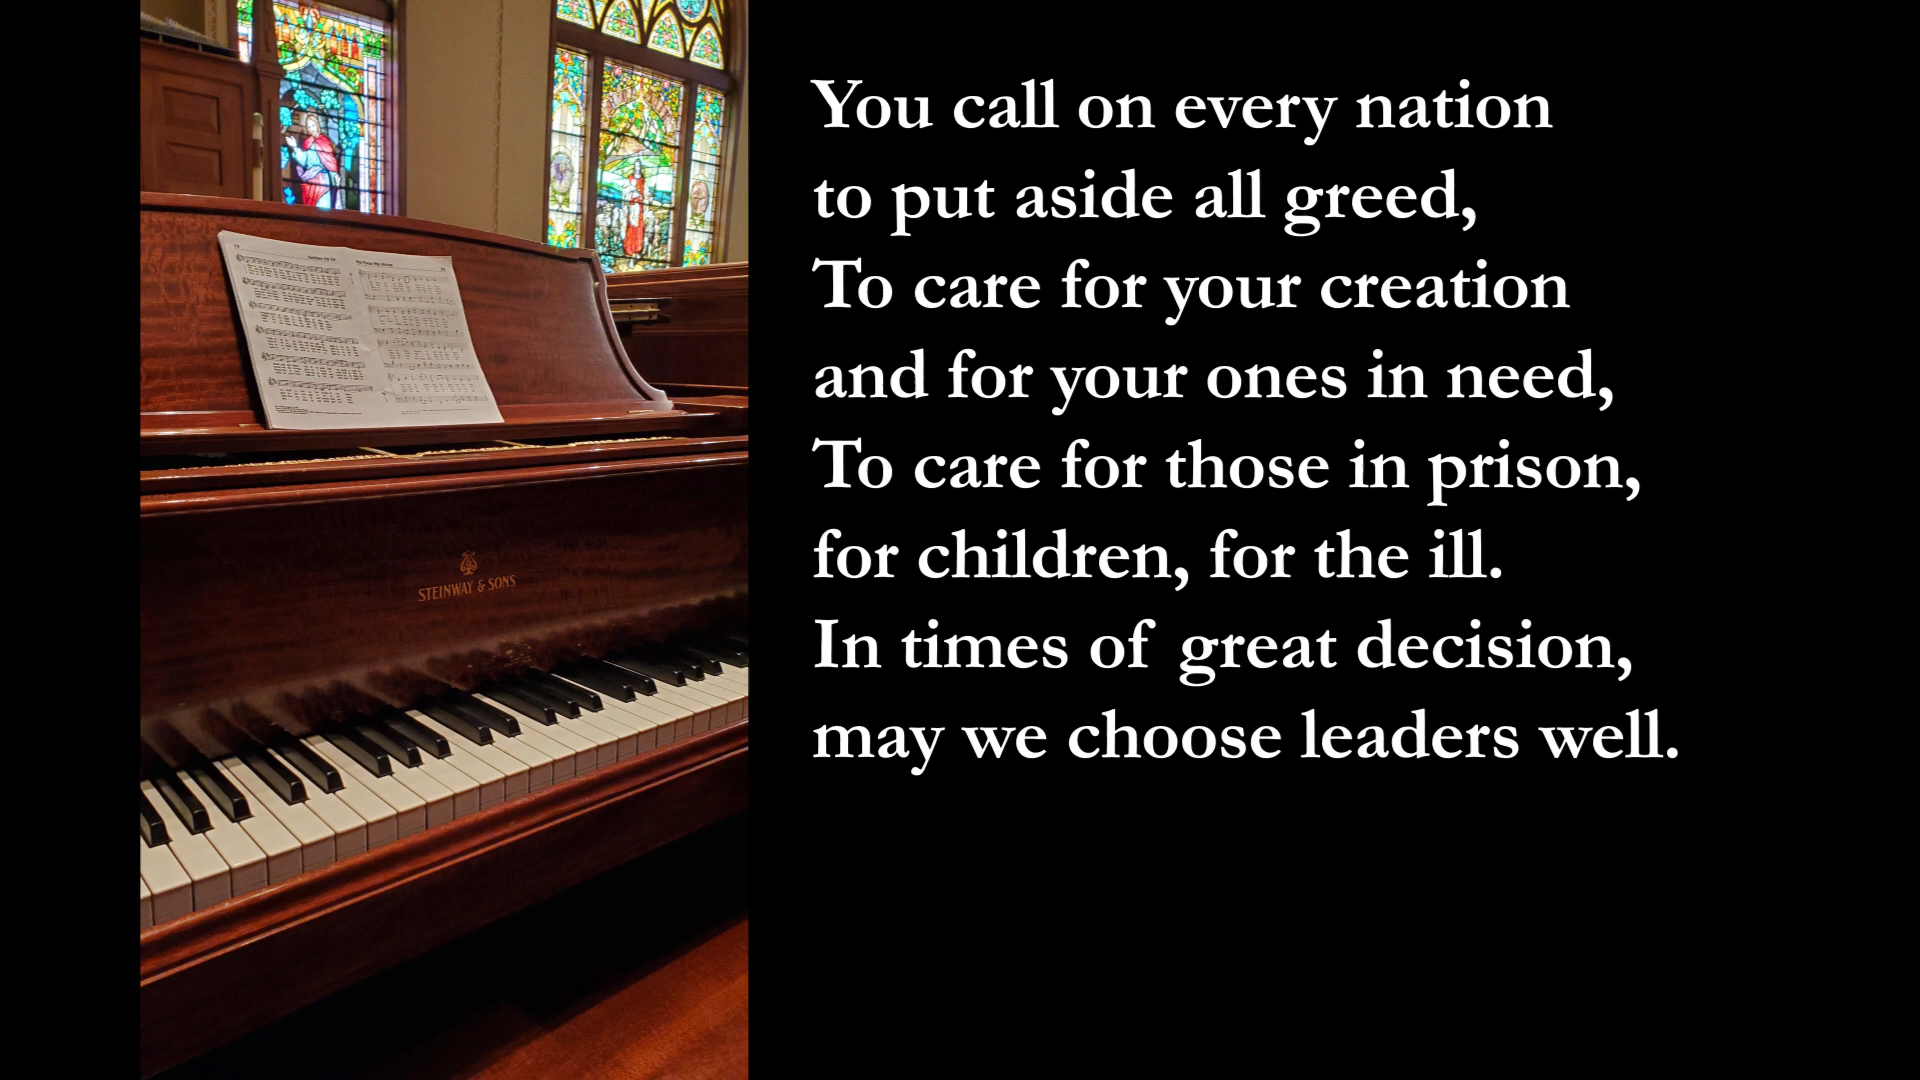 You call on every nation
to put aside all greed,
To care for your creation
and for your ones in need,
To care for those in prison,
for children, for the ill.
In times of great decision,
may we choose leaders well.
STEINWAY & SONS